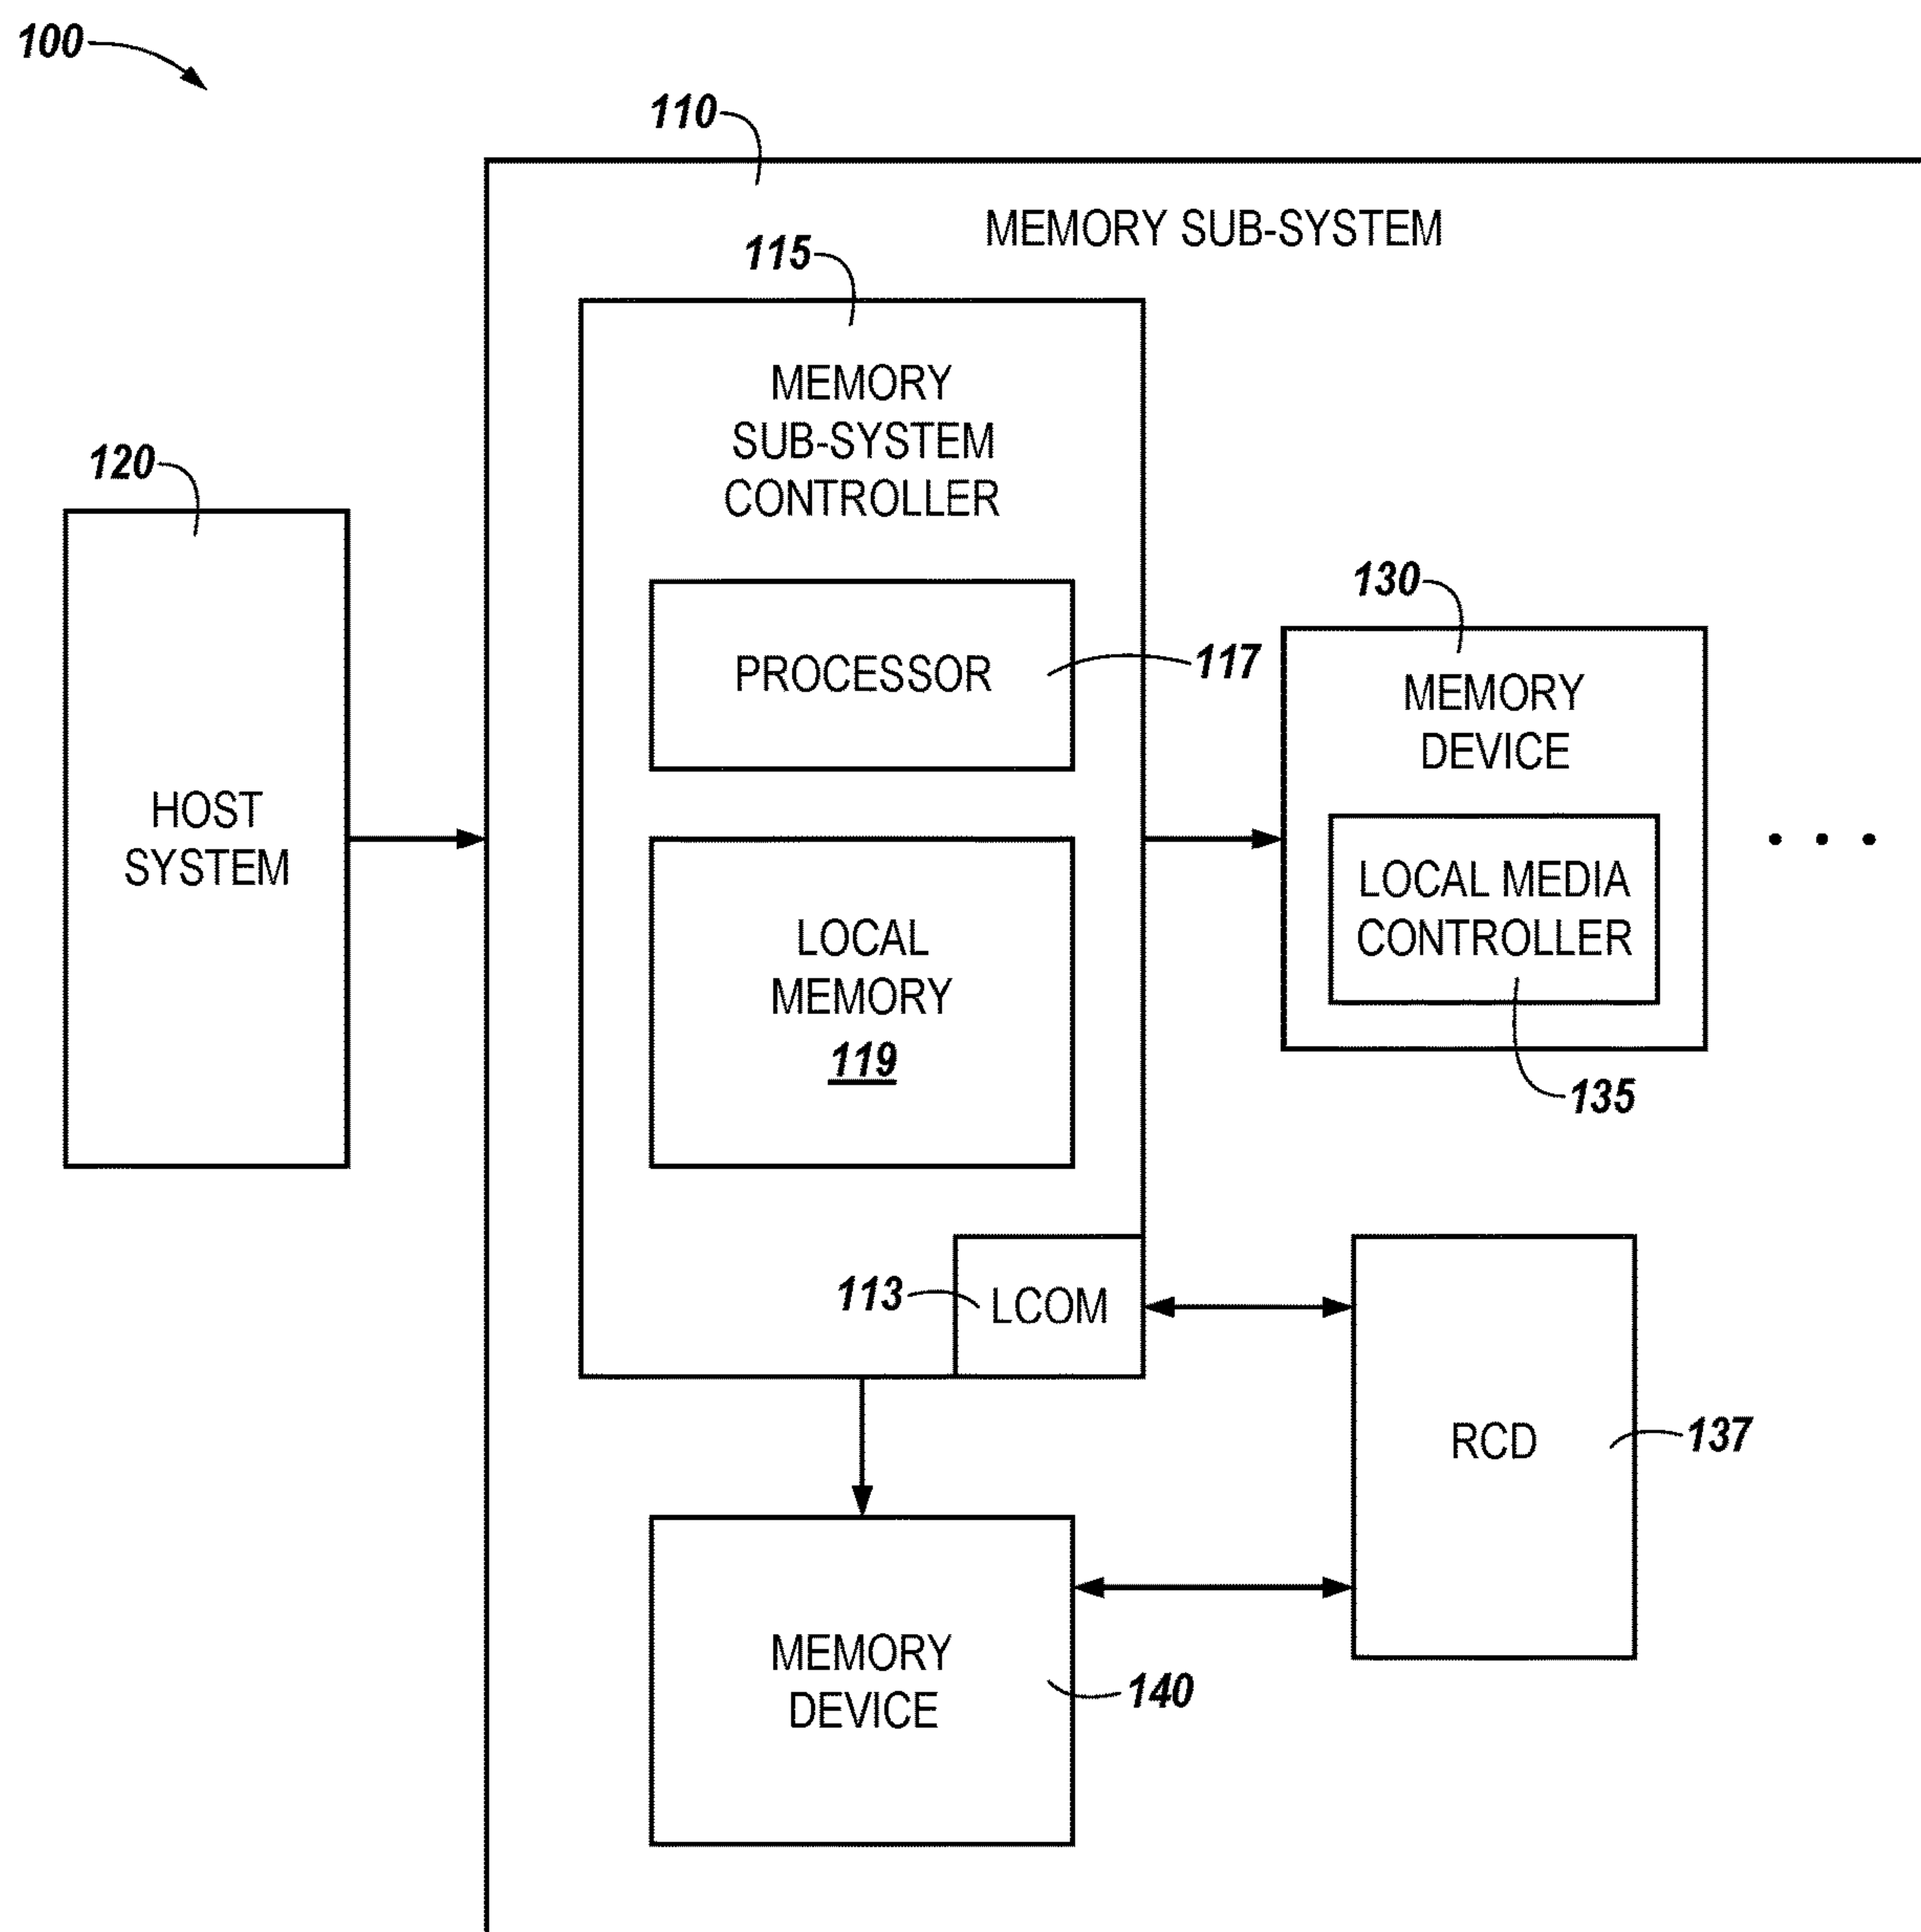 100
110
MEMORY SUB-SYSTEM
115
MEMORY
SUB-SYSTEM
CONTROLLER
120
HOST
SYSTEM
PROCESSOR
117
130
MEMORY
DEVICE
LOCAL MEDIA
CONTROLLER
135
LOCAL
MEMORY
119
113
LCOM
RCD
137
MEMORY
DEVICE
140